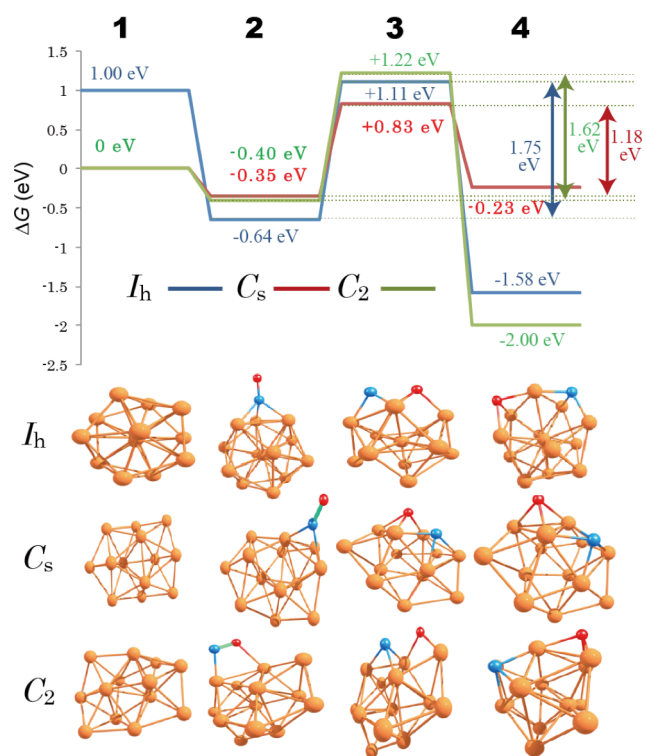 1 2 3 4
1.5
1
0.5
0
-0.5
-1
-1.5
-2
-2.5
ΔG (eV)
1.00 eV
0 eV
-0.40 eV
-0.35 eV
-0.64 eV
+1.22 eV
+1.11 eV
+0.83 eV
1.75 eV
1.62 eV
1.18 eV
-0.23 eV
-1.58 eV
-2.00 eV
Ih Cs C2
Ih
Cs
C2